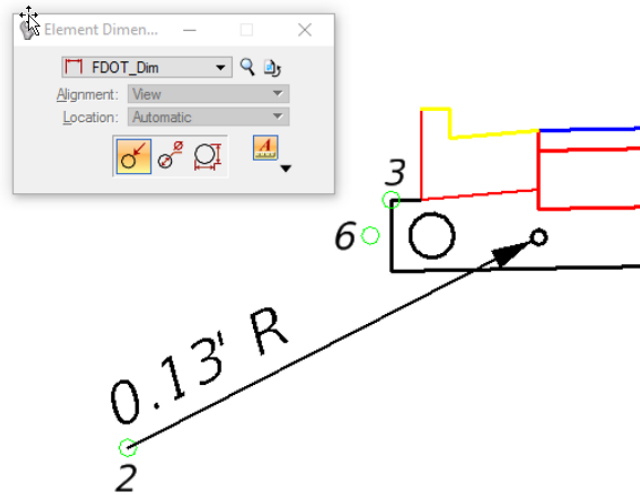 Element Dimen...
FDOT_Dim
Alignment: View
Location: Automatic
A
3
6
0.13' R
2